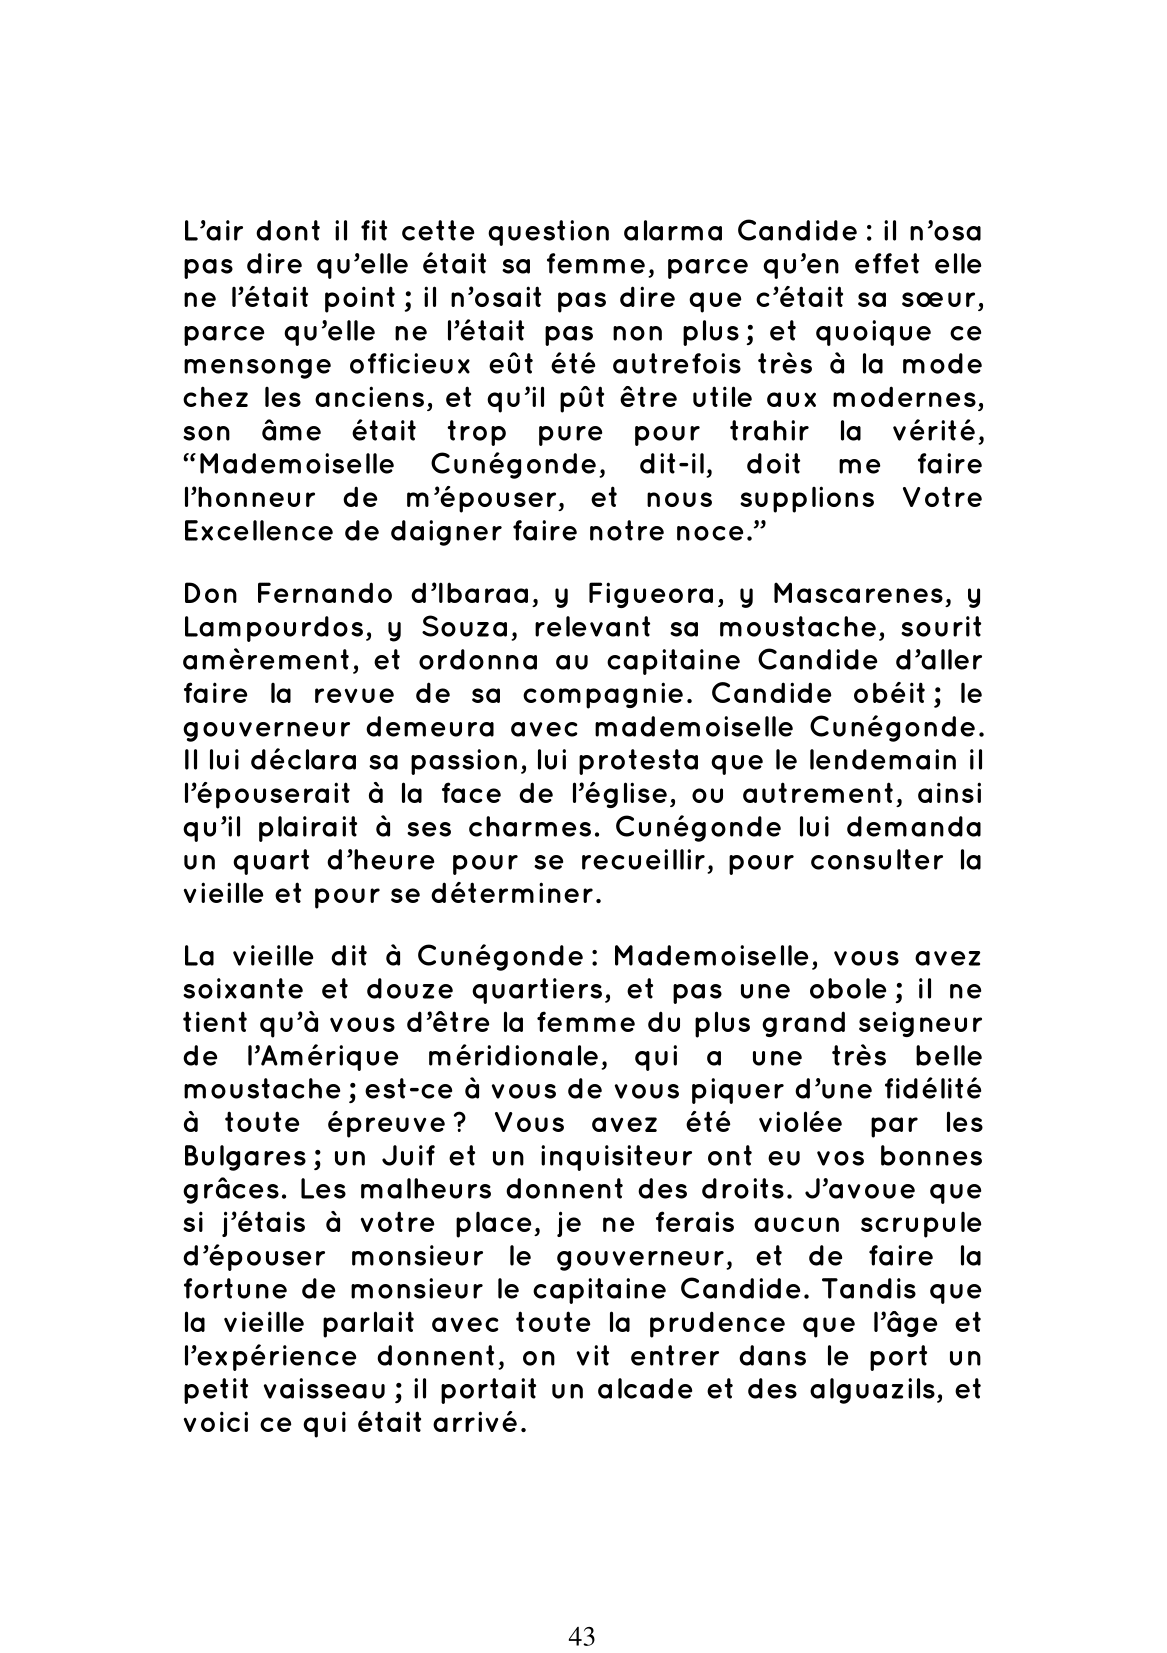 L’air dont il fit cette question alarma Candide : il n’osa
pas dire qu’elle était sa femme, parce qu’en effet elle
ne l’était point ; il n’osait pas dire que c’était sa sœur,
parce qu’elle ne l’était pas non plus ; et quoique ce
mensonge officieux eût été autrefois très à la mode
chez les anciens, et qu’il pût être utile aux modernes,
son âme était trop pure pour trahir la vérité,
“Mademoiselle Cunégonde, dit-il, doit me faire
l’honneur de m’épouser, et nous supplions Votre
Excellence de daigner faire notre noce.”
Don Fernando d’Ibaraa, y Figueora, y Mascarenes, y
Lampourdos, y Souza, relevant sa moustache, sourit
amèrement, et ordonna au capitaine Candide d’aller
faire la revue de sa compagnie. Candide obéit ; le
gouverneur demeura avec mademoiselle Cunégonde.
Il lui déclara sa passion, lui protesta que le lendemain il
l’épouserait à la face de l’église, ou autrement, ainsi
qu’il plairait à ses charmes. Cunégonde lui demanda
un quart d’heure pour se recueillir, pour consulter la
vieille et pour se déterminer.
La vieille dit à Cunégonde : Mademoiselle, vous avez
soixante et douze quartiers, et pas une obole ; il ne
tient qu’à vous d’être la femme du plus grand seigneur
de l’Amérique méridionale, qui a une très belle
moustache ; est-ce à vous de vous piquer d’une fidélité
à toute épreuve ? Vous avez été violée par les
Bulgares ; un Juif et un inquisiteur ont eu vos bonnes
grâces. Les malheurs donnent des droits. J’avoue que
si j’étais à votre place, je ne ferais aucun scrupule
d’épouser monsieur le gouverneur, et de faire la
fortune de monsieur le capitaine Candide. Tandis que
la vieille parlait avec toute la prudence que l’âge et
l’expérience donnent, on vit entrer dans le port un
petit vaisseau ; il portait un alcade et des alguazils, et
voici ce qui était arrivé.
43